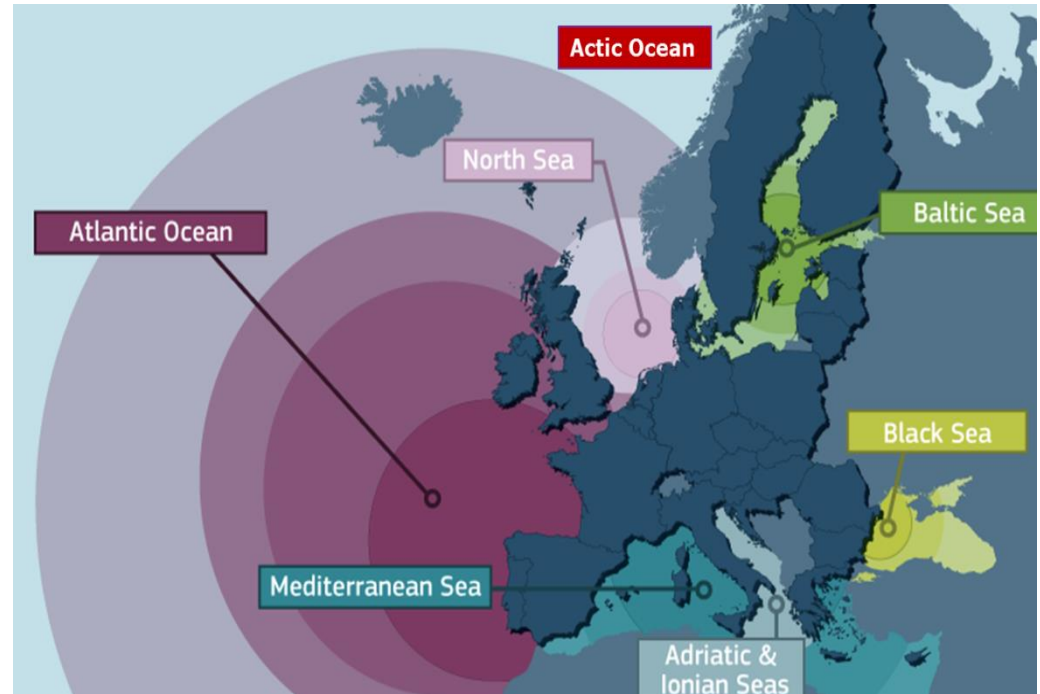 Actic Ocean
North Sea
Baltic Sea
Atlantic Ocean
Black Sea
Mediterranean Sea
Adriatic &
Ionian Seas